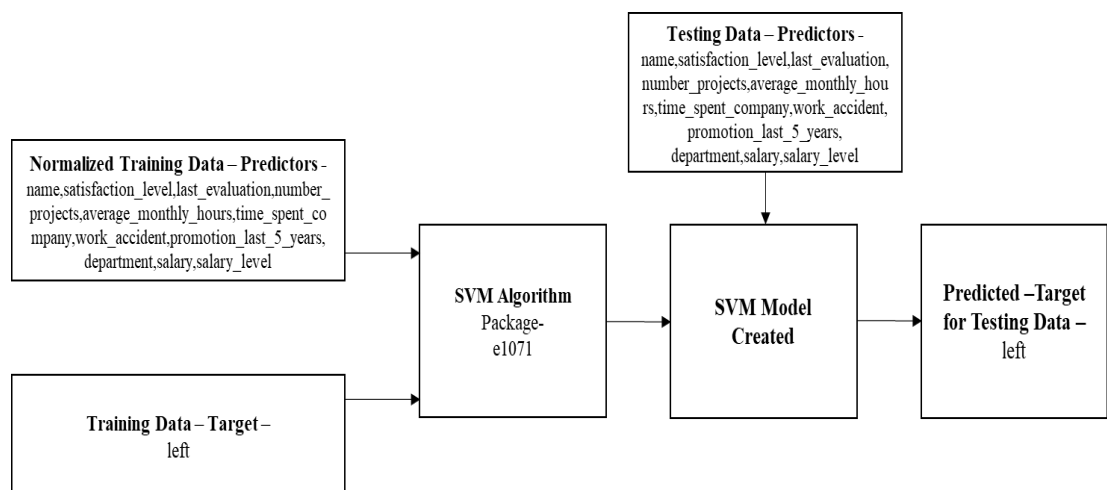 Testing Data – Predictors -
name,satisfaction_level,last_evaluation,
number_projects,average_monthly_hou
rs,time_spent_company,work_accident,
promotion_last_5_years,
department,salary,salary_level
Normalized Training Data – Predictors -
name,satisfaction_level,last_evaluation,number_
projects,average_monthly_hours,time_spent_co
mpany,work_accident,promotion_last_5_years,
department,salary,salary_level
SVM Algorithm
Package-
e1071
SVM Model
Created
Predicted –Target
for Testing Data –
left
Training Data – Target –
left